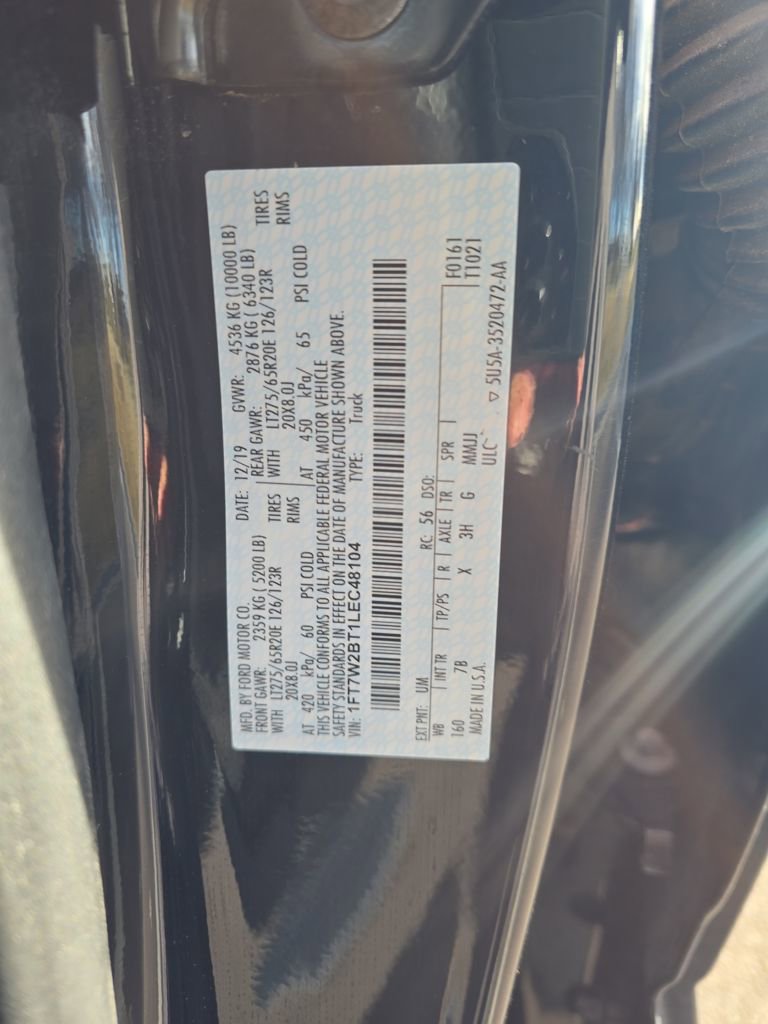 MFD. BY FORD MOTOR CO.
DATE: 12/19 GVWR: 4536 KG (10000 LB)
FRONT GAWR: 2359 KG ( 5200 LB) REAR GAWR: 2876 KG ( 6340 LB)
WITH LT275/65R20E 126/123R TIRES WITH LT275/65R20E 126/123R TIRES
20X8.0J RIMS 20X8.0J RIMS
AT 420 kPa/ 60 PSI COLD AT 450 kPa/ 65 PSI COLD
THIS VEHICLE CONFORMS TO ALL APPLICABLE FEDERAL MOTOR VEHICLE
SAFETY STANDARDS IN EFFECT ON THE DATE OF MANUFACTURE SHOWN ABOVE.
VIN: 1FT7W2BT1LEC48104 TYPE: Truck
EXT PNT: UM RC: 56 DSO:
WB INT TR TP/PS R AXLE TR SPR F0161
160 7B X 3H G MMJJ T1021
MADE IN U.S.A. ULC ▽ 5U5A-3520472-AA